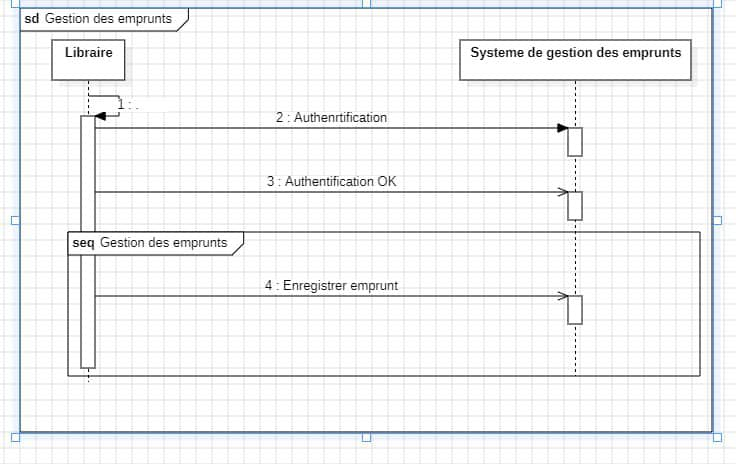 sd Gestion des emprunts
Libraire
Systeme de gestion des emprunts
1 : .
2 : Authenrtification
3 : Authentification OK
seq Gestion des emprunts
4 : Enregistrer emprunt